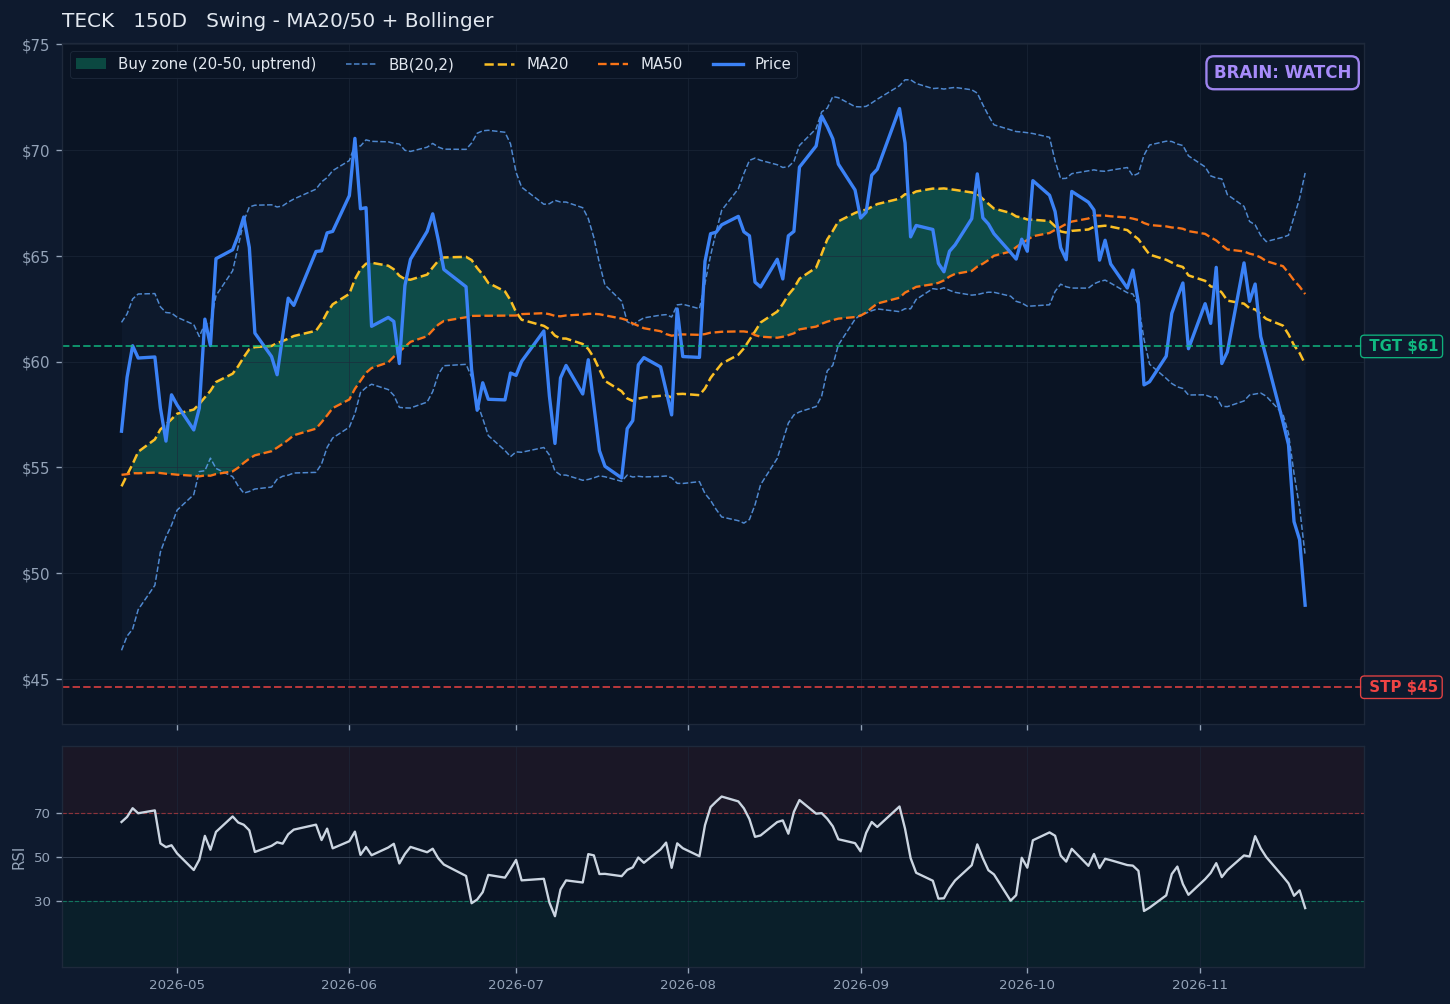 TECK   150D   Swing - MA20/50 + Bollinger
Buy zone (20-50, uptrend)
BB(20,2)
MA20
MA50
Price
BRAIN: WATCH
$75
$70
$65
$60
$55
$50
$45
TGT $61
STP $45
RSI
70
50
30
2026-05
2026-06
2026-07
2026-08
2026-09
2026-10
2026-11